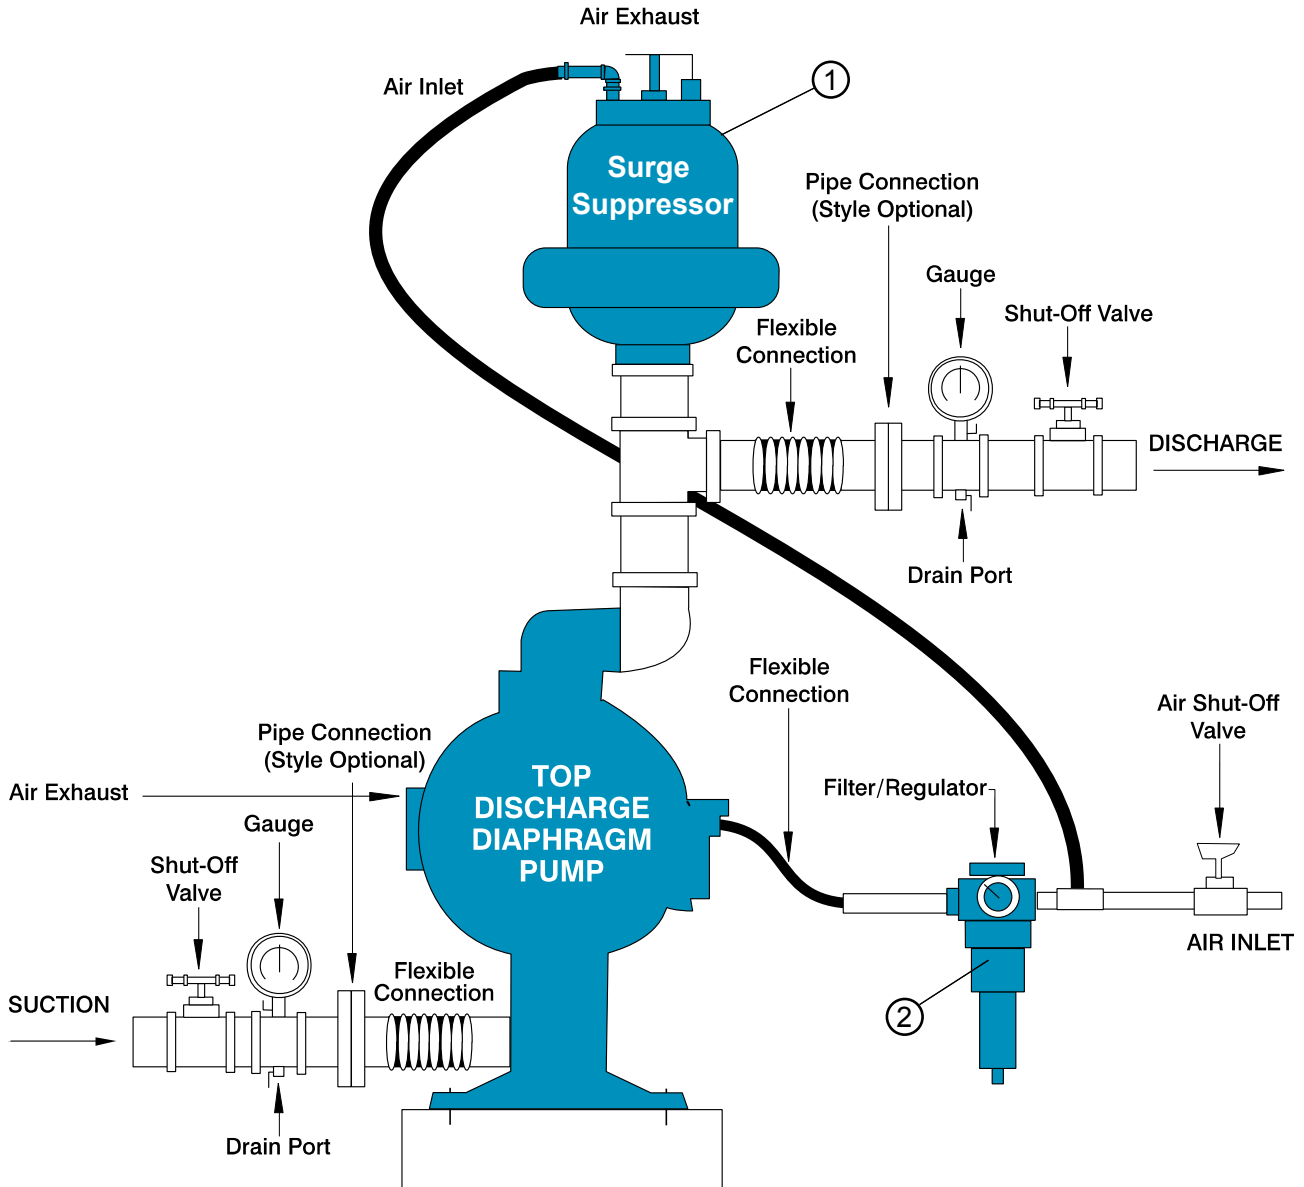 Air Exhaust
Air Inlet
1
Surge
Suppressor
Pipe Connection
(Style Optional)
Gauge
Shut-Off Valve
Flexible
Connection
DISCHARGE
Drain Port
Flexible
Connection
Air Shut-Off
Valve
Pipe Connection
(Style Optional)
TOP
DISCHARGE
DIAPHRAGM
PUMP
Air Exhaust
Filter/Regulator
Gauge
Shut-Off
Valve
AIR INLET
Flexible
Connection
SUCTION
2
Drain Port